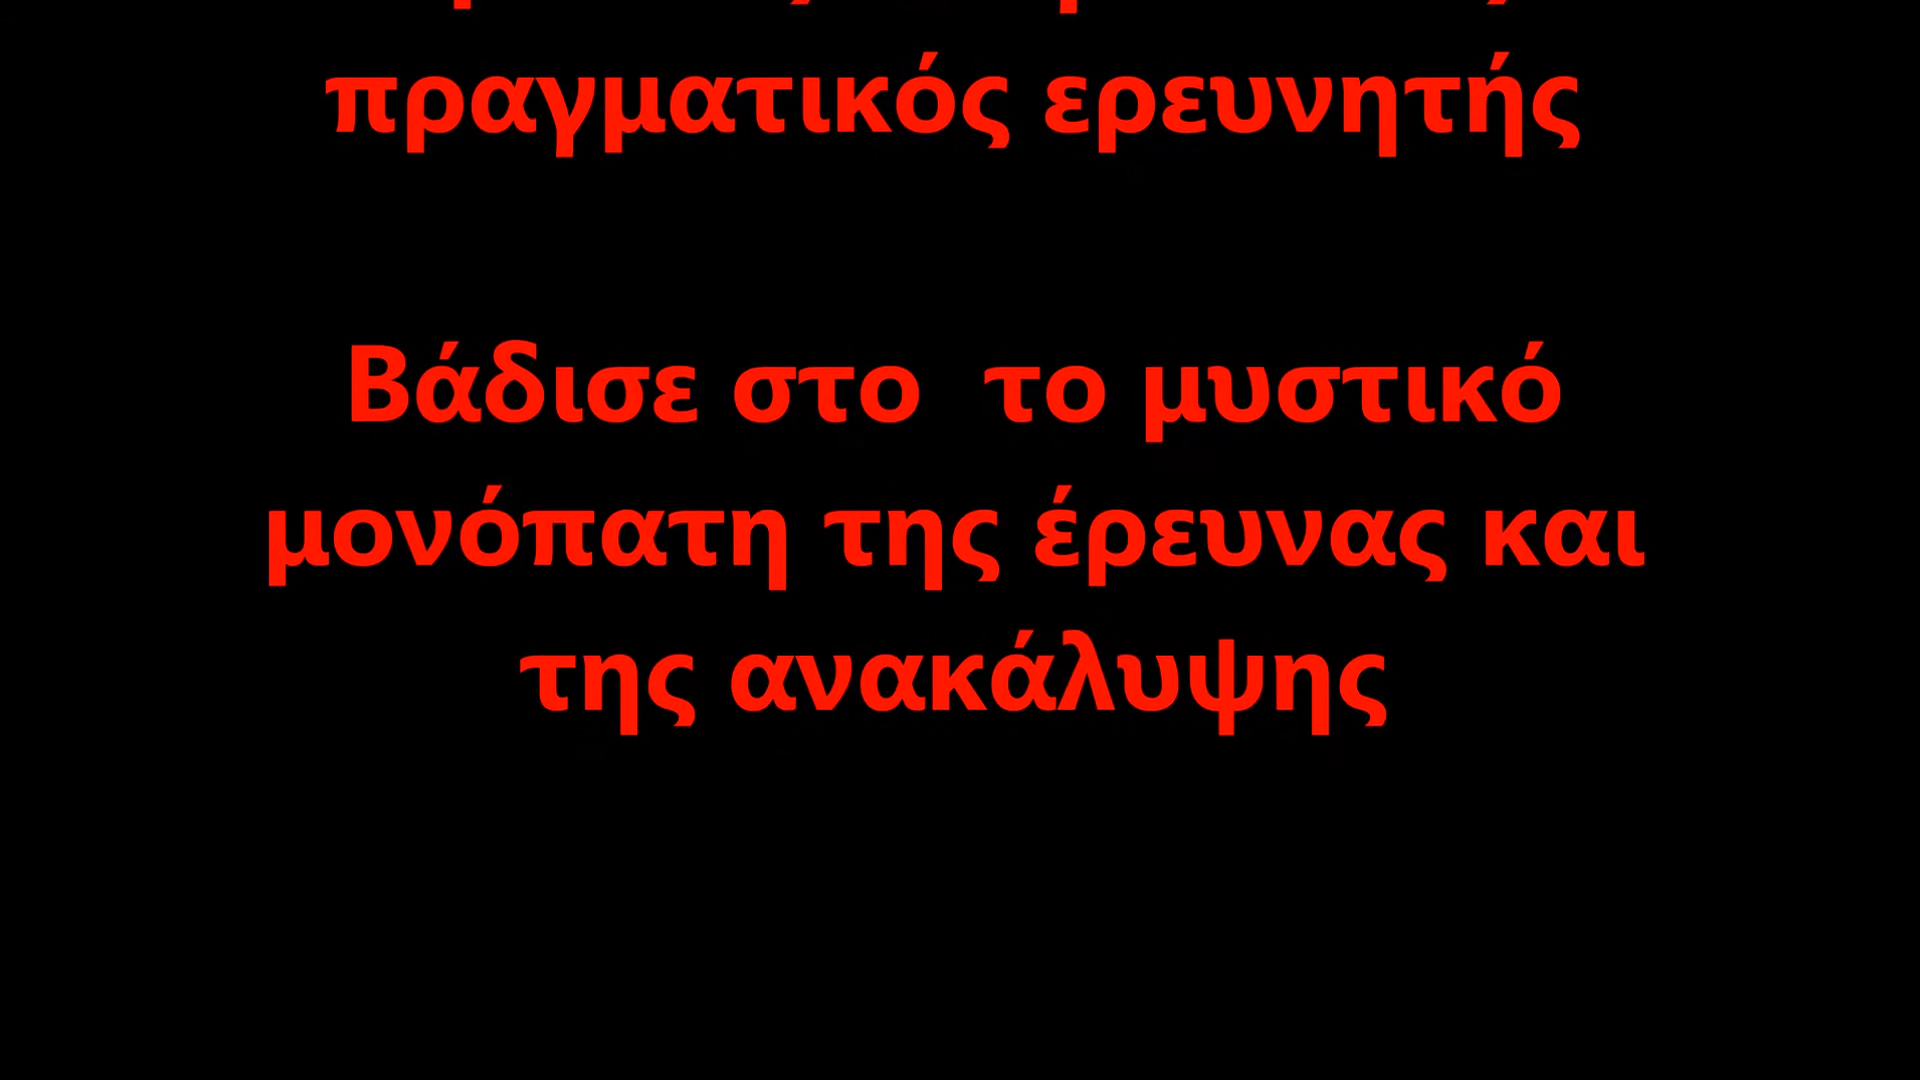 πραγματικός ερευνητής
Βάδισε στο  το μυστικό
μονόπατη της έρευνας και
της ανακάλυψης